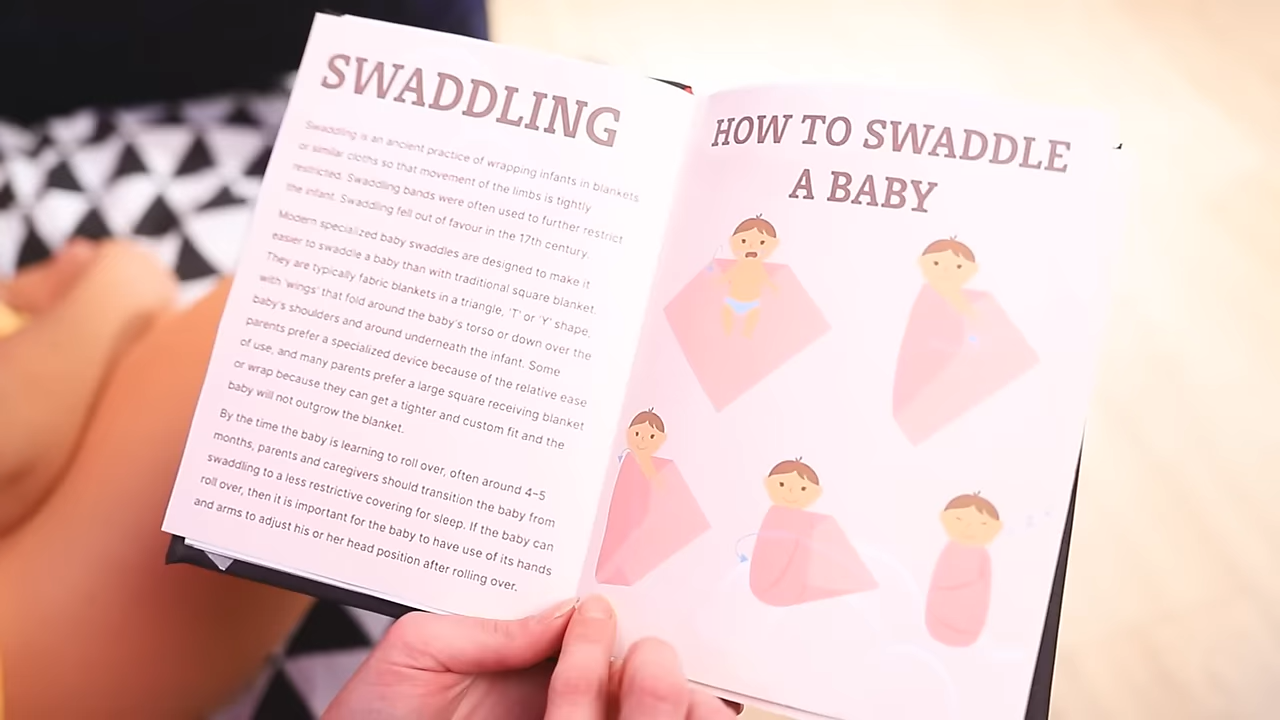 SWADDLING
Swaddling is an ancient practice of wrapping infants in blankets
or similar cloths so that movement of the limbs is tightly
restricted. Swaddling bands were often used to further restrict
the infant. Swaddling fell out of favour in the 17th century.
Modern specialized baby swaddles are designed to make it
easier to swaddle a baby than with traditional square blanket.
They are typically fabric blankets in a triangle, 'T' or 'Y' shape,
with 'wings' that fold around the baby's torso or down over the
baby's shoulders and around underneath the infant. Some
parents prefer a specialized device because of the relative ease
of use, and many parents prefer a large square receiving blanket
or wrap because they can get a tighter and custom fit and the
baby will not outgrow the blanket.
By the time the baby is learning to roll over, often around 4–5
months, parents and caregivers should transition the baby from
swaddling to a less restrictive covering for sleep. If the baby can
roll over, then it is important for the baby to have use of its hands
and arms to adjust his or her head position after rolling over.
HOW TO SWADDLE
A BABY